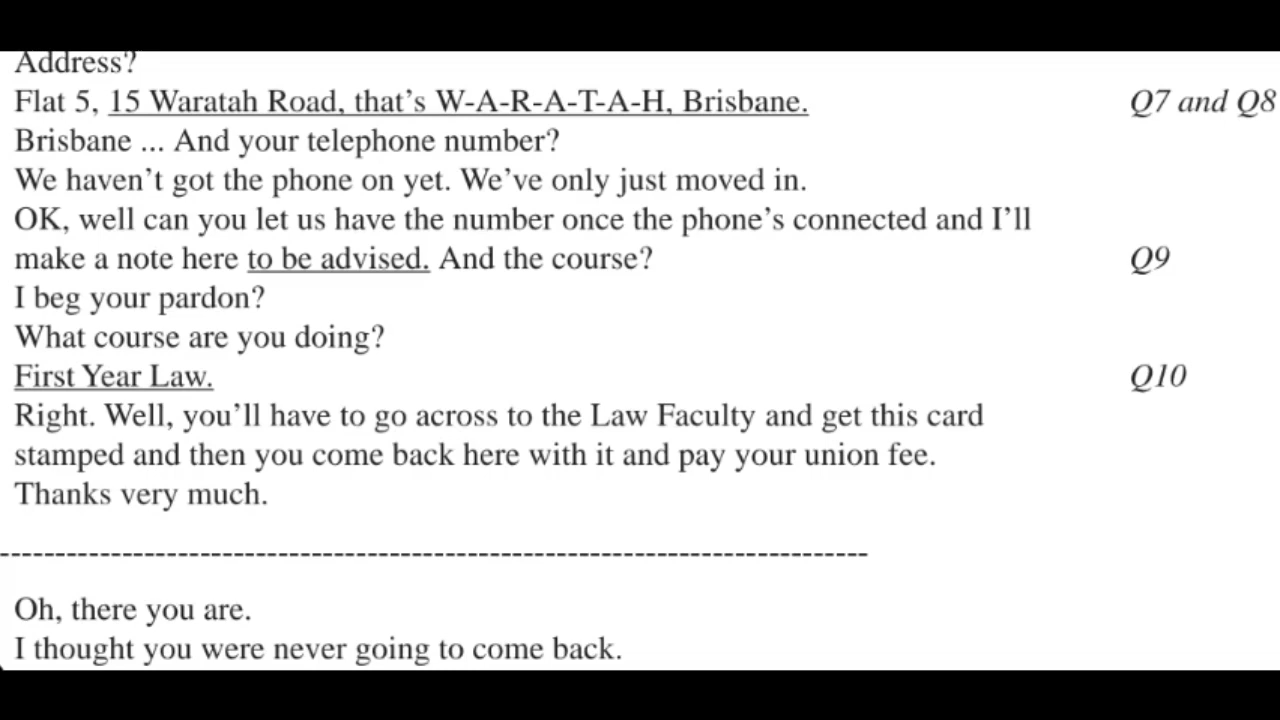 Address?
Flat 5, 15 Waratah Road, that’s W-A-R-A-T-A-H, Brisbane. Q7 and Q8
Brisbane ... And your telephone number?
We haven’t got the phone on yet. We’ve only just moved in.
OK, well can you let us have the number once the phone’s connected and I’ll
make a note here to be advised. And the course? Q9
I beg your pardon?
What course are you doing?
First Year Law. Q10
Right. Well, you’ll have to go across to the Law Faculty and get this card
stamped and then you come back here with it and pay your union fee.
Thanks very much.
--------------------------------------------------------------------------------
Oh, there you are.
I thought you were never going to come back.